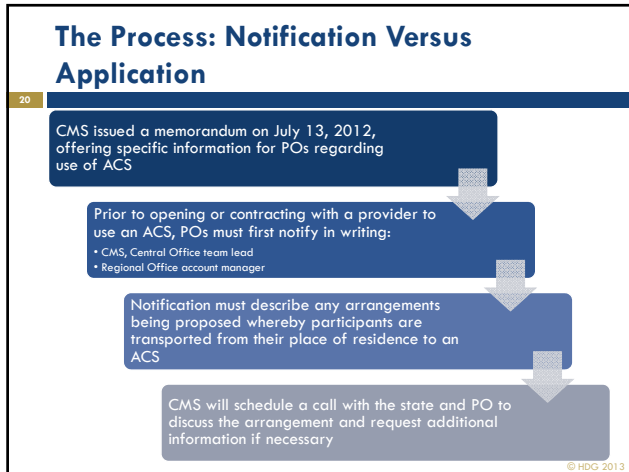 The Process: Notification Versus
Application
20
CMS issued a memorandum on July 13, 2012,
offering specific information for POs regarding
use of ACS
Prior to opening or contracting with a provider to
use an ACS, POs must first notify in writing:
• CMS, Central Office team lead
• Regional Office account manager
Notification must describe any arrangements
being proposed whereby participants are
transported from their place of residence to an
ACS
CMS will schedule a call with the state and PO to
discuss the arrangement and request additional
information if necessary
© HDG 2013